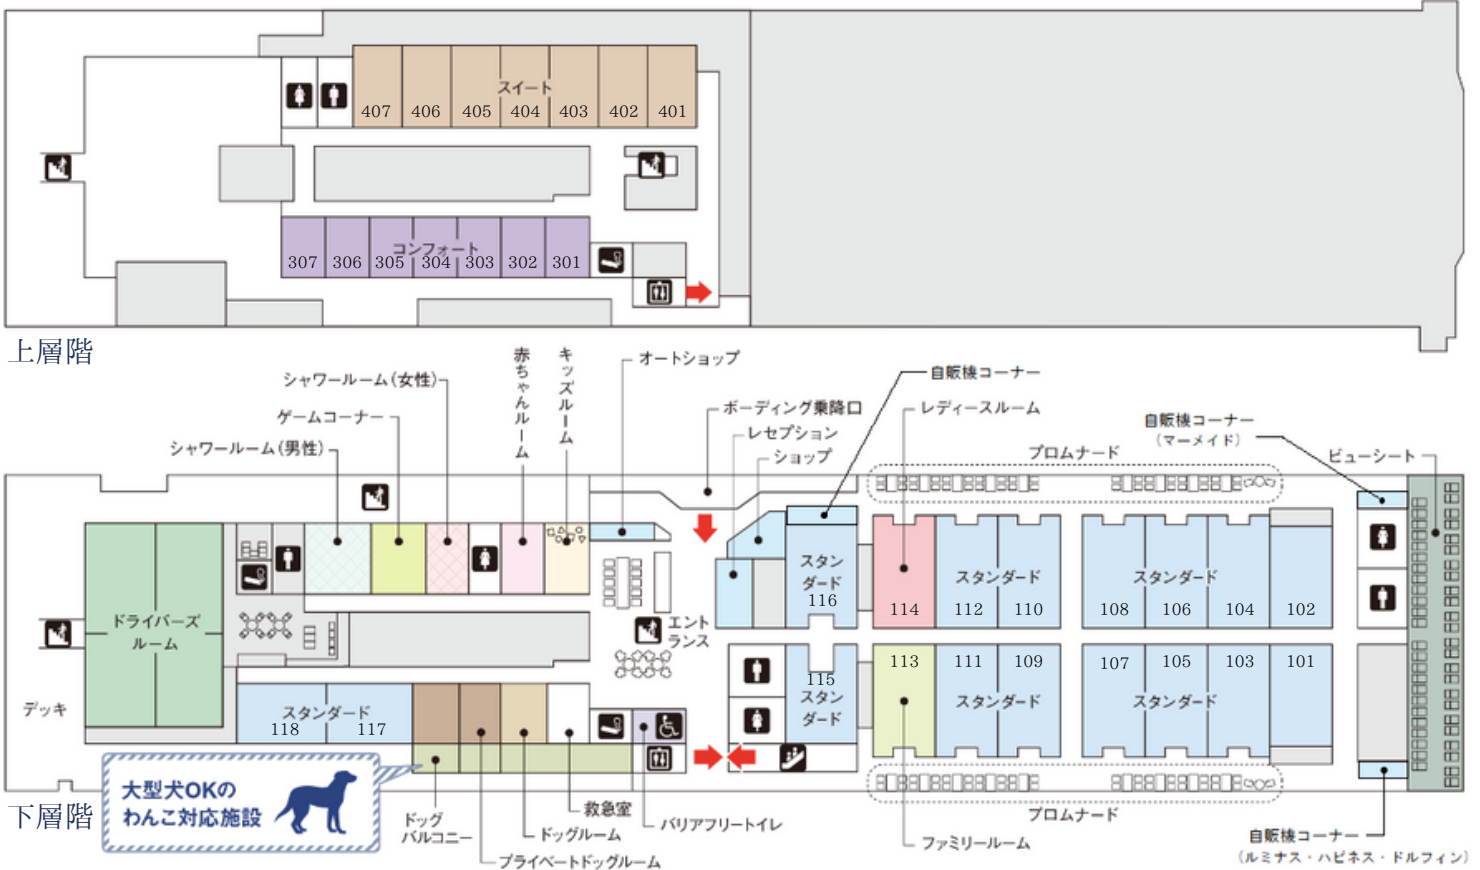 スイート
407 406 405 404 403 402 401
コンフォート
307 306 305 304 303 302 301
上層階
シャワールーム(女性)
ゲームコーナー
シャワールーム(男性)
赤ちゃんルーム
キッズルーム
オートショップ
ボーディング乗降口
レセプション
ショップ
自販機コーナー
レディースルーム
プロムナード
自販機コーナー
(マーメイド)
ビューシート
ドライバーズ
ルーム
デッキ
エント
ランス
スタン
ダード
116
114
スタンダード
112 110
スタンダード
108 106 104 102
115
スタン
ダード
113
111 109
スタンダード
107 105 103 101
スタンダード
スタンダード
118 117
大型犬OKの
わんこ対応施設
下層階
ドッグ
バルコニー
プライベートドッグルーム
ドッグルーム
救急室
バリアフリートイレ
ファミリールーム
プロムナード
自販機コーナー
(ルミナス・ハピネス・ドルフィン)